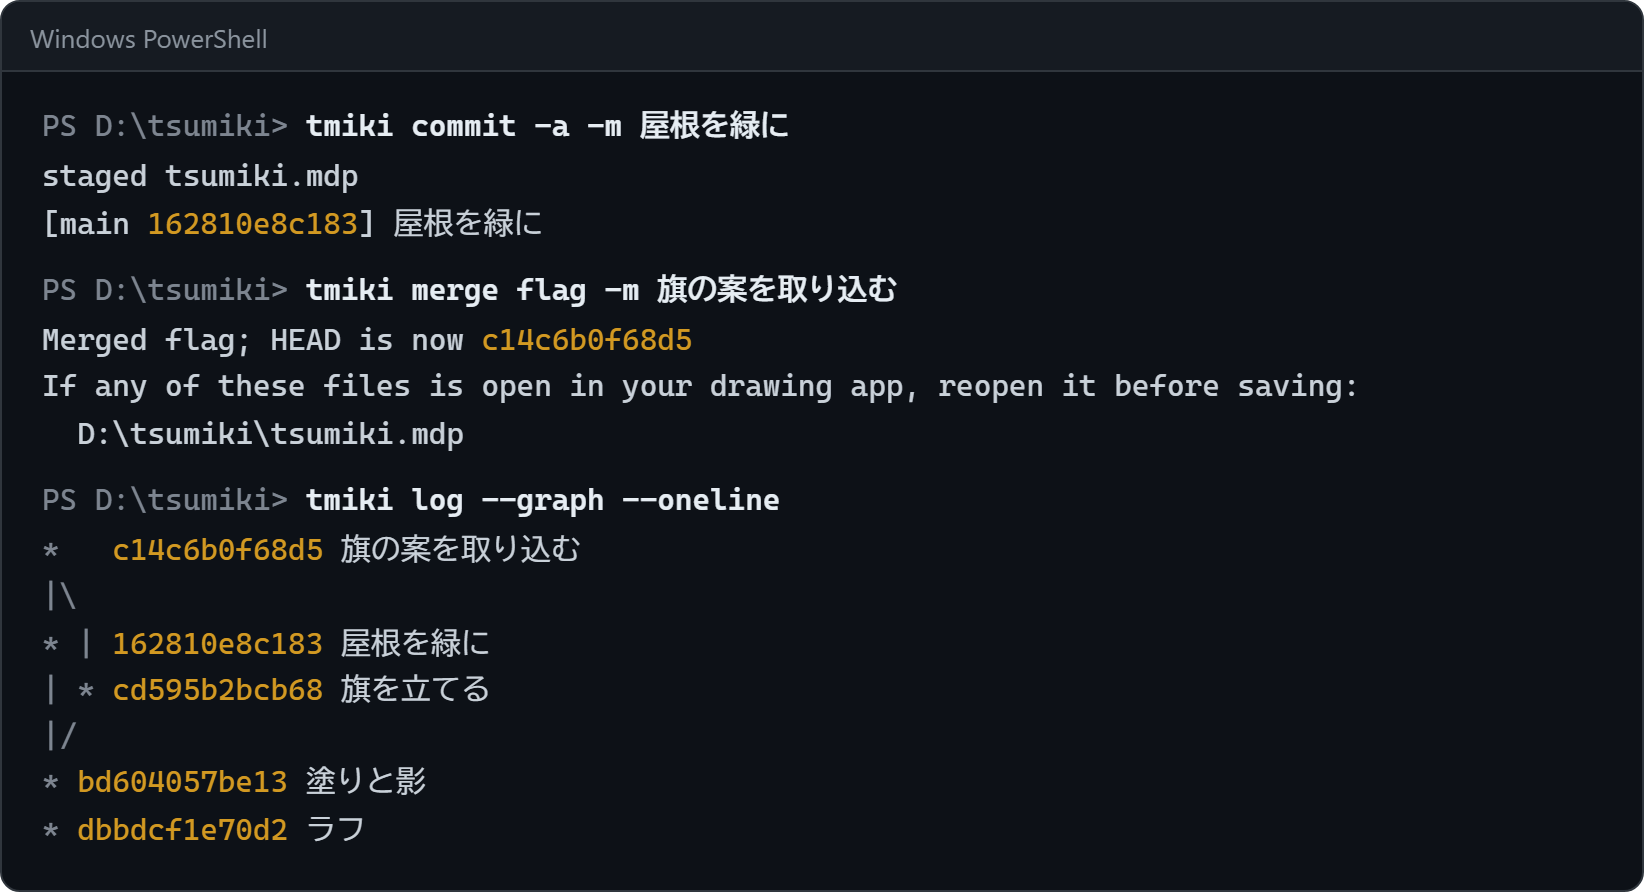 Windows PowerShell
PS D:\tsumiki> tmiki commit -a -m 屋根を緑に
staged tsumiki.mdp
[main 162810e8c183] 屋根を緑に
PS D:\tsumiki> tmiki merge flag -m 旗の案を取り込む
Merged flag; HEAD is now c14c6b0f68d5
If any of these files is open in your drawing app, reopen it before saving:
  D:\tsumiki\tsumiki.mdp
PS D:\tsumiki> tmiki log --graph --oneline
*   c14c6b0f68d5 旗の案を取り込む
|\
* | 162810e8c183 屋根を緑に
| * cd595b2bcb68 旗を立てる
|/
* bd604057be13 塗りと影
* dbbdcf1e70d2 ラフ